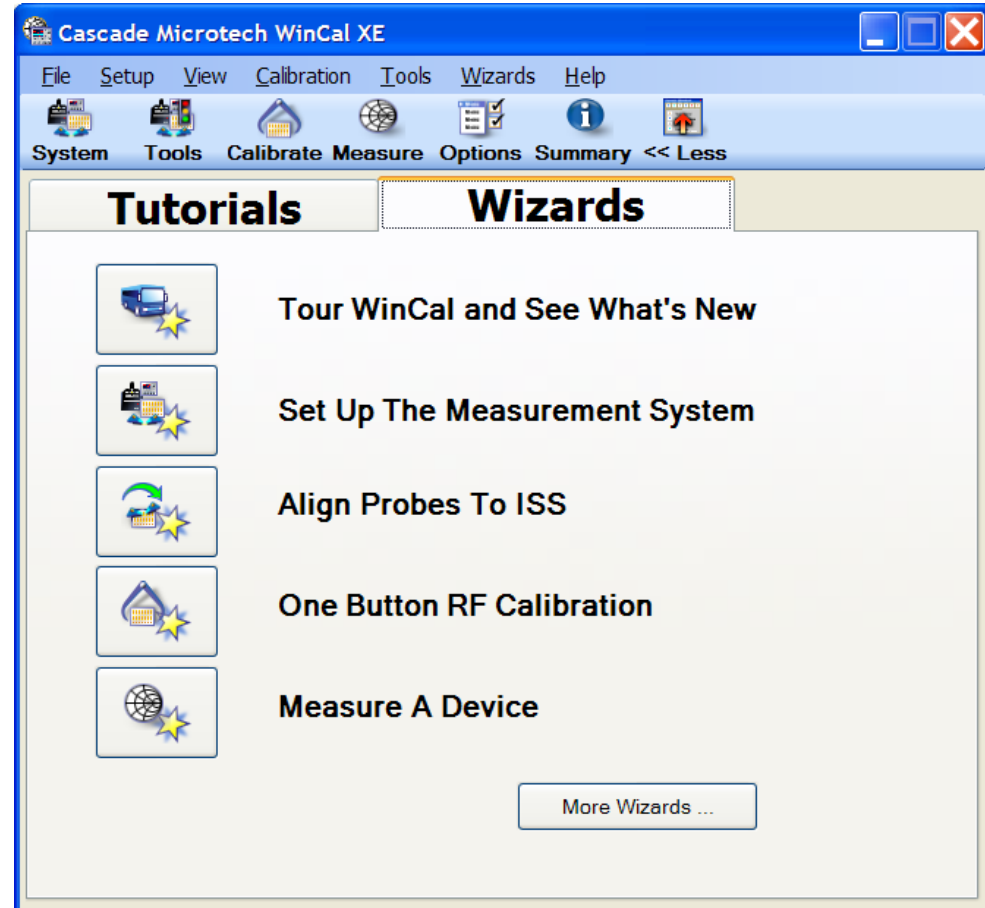 Cascade Microtech WinCal XE
File Setup View Calibration Tools Wizards Help
System Tools Calibrate Measure Options Summary << Less
Tutorials Wizards
Tour WinCal and See What's New
Set Up The Measurement System
Align Probes To ISS
One Button RF Calibration
Measure A Device
More Wizards ...